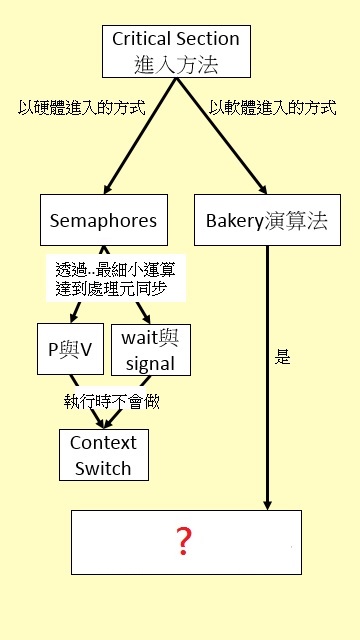 Critical Section
進入方法
以硬體進入的方式
以軟體進入的方式
Semaphores
Bakery演算法
透過..最細小運算
達到處理元同步
P與V
wait與
signal
是
執行時不會做
Context
Switch
?